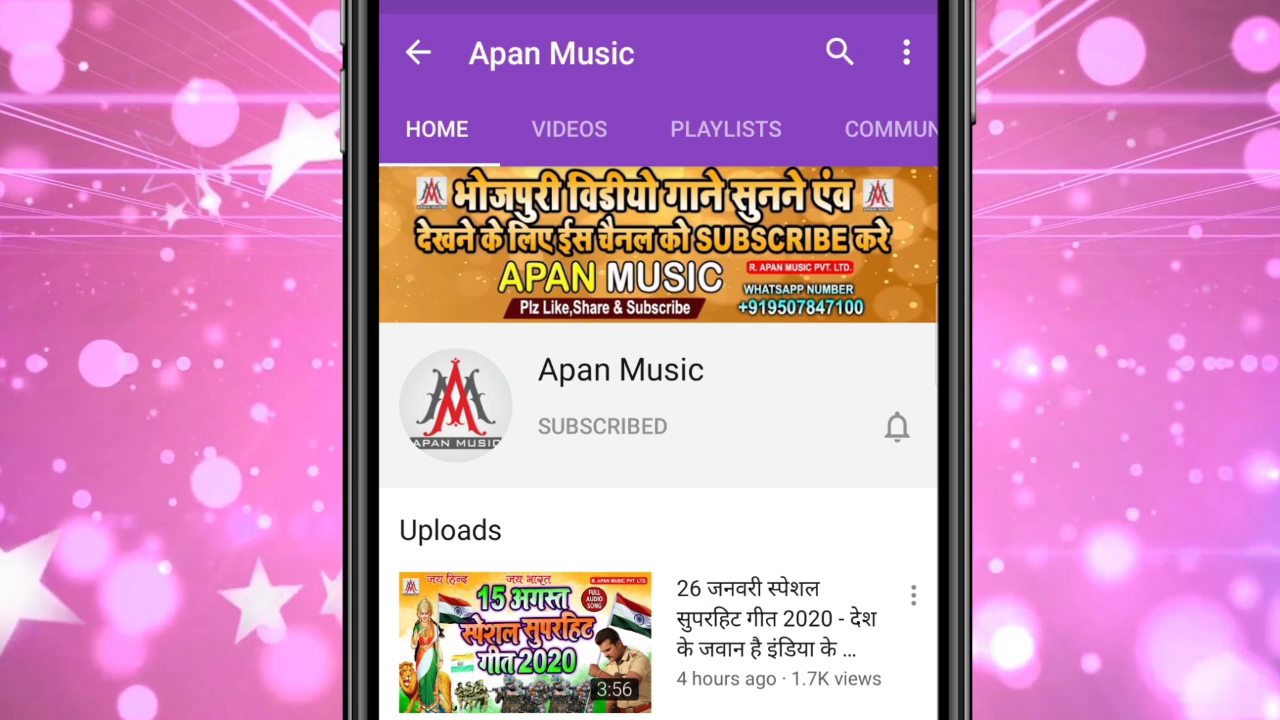 Apan Music
HOME VIDEOS PLAYLISTS COMMUN
भोजपुरी विडीयो गाने सुनने एंव
देखने के लिए ईस चैनल को SUBSCRIBE करे
APAN MUSIC
R. APAN MUSIC PVT. LTD.
WHATSAPP NUMBER
Plz Like,Share & Subscribe
+919507847100
Apan Music
SUBSCRIBED
APAN MUSIC
Uploads
जय हिन्द जय भारत
R. APAN MUSIC PVT. LTD.
15 अगस्त
FULL
AUDIO
SONG
स्पेशल सुपरहिट
गीत 2020
3:56
26 जनवरी स्पेशल
सुपरहिट गीत 2020 - देश
के जवान है इंडिया के ...
4 hours ago · 1.7K views